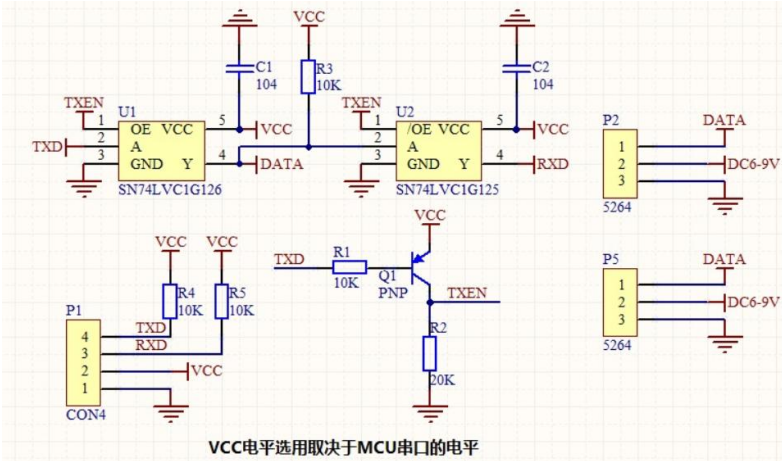 VCC
C1
104
R3
10K
C2
104
TXEN
U1
1
OE VCC
5
VCC
TXD
2
A
3
GND Y
4
DATA
SN74LVC1G126
TXEN
U2
1
/OE VCC
5
VCC
2
A
3
GND Y
4
RXD
SN74LVC1G125
P2
DATA
1
2
DC6-9V
3
5264
VCC
VCC
R4
10K
R5
10K
P1
TXD
4
RXD
3
2
VCC
1
CON4
VCC
TXD
R1
10K
Q1
PNP
TXEN
R2
20K
P5
DATA
1
2
DC6-9V
3
5264
VCC电平选用取决于MCU串口的电平